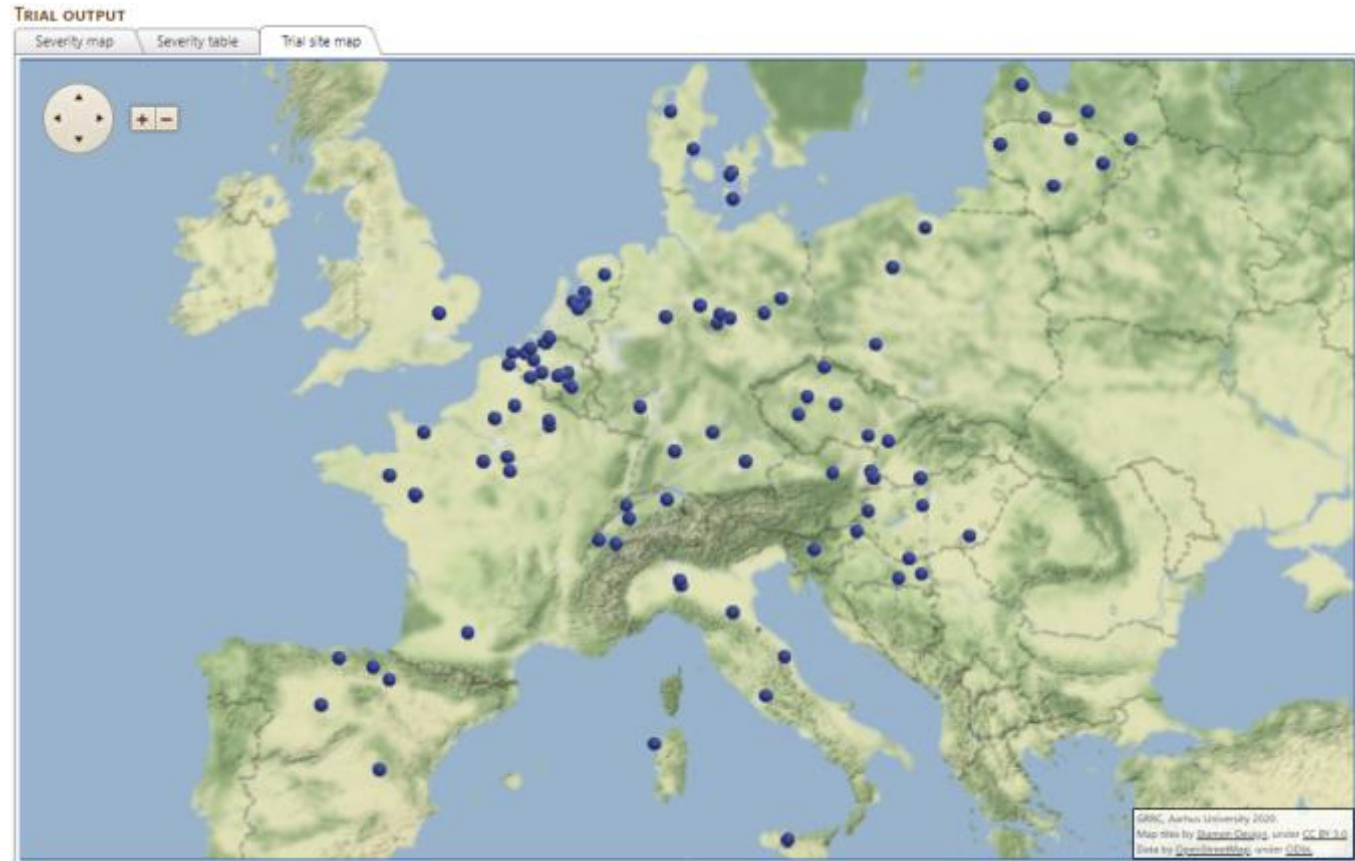 TRIAL OUTPUT
Severity map Severity table Trial site map
+ −
GRRC, Aarhus University 2020.
Map tiles by Stamen Design, under CC BY 3.0.
Data by OpenStreetMap, under ODbL.